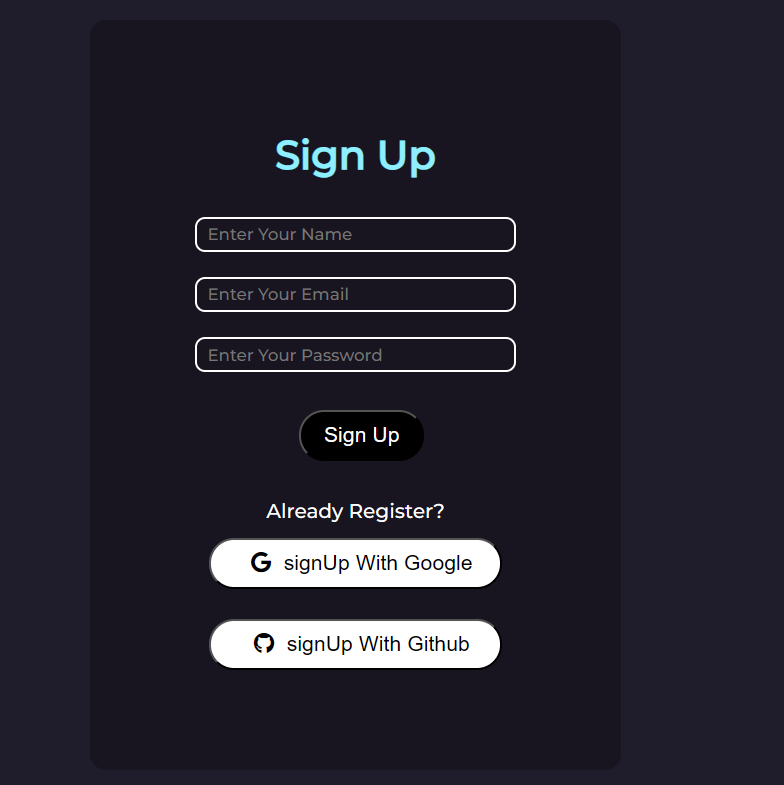 Sign Up
Enter Your Name
Enter Your Email
Enter Your Password
Sign Up
Already Register?
signUp With Google
signUp With Github